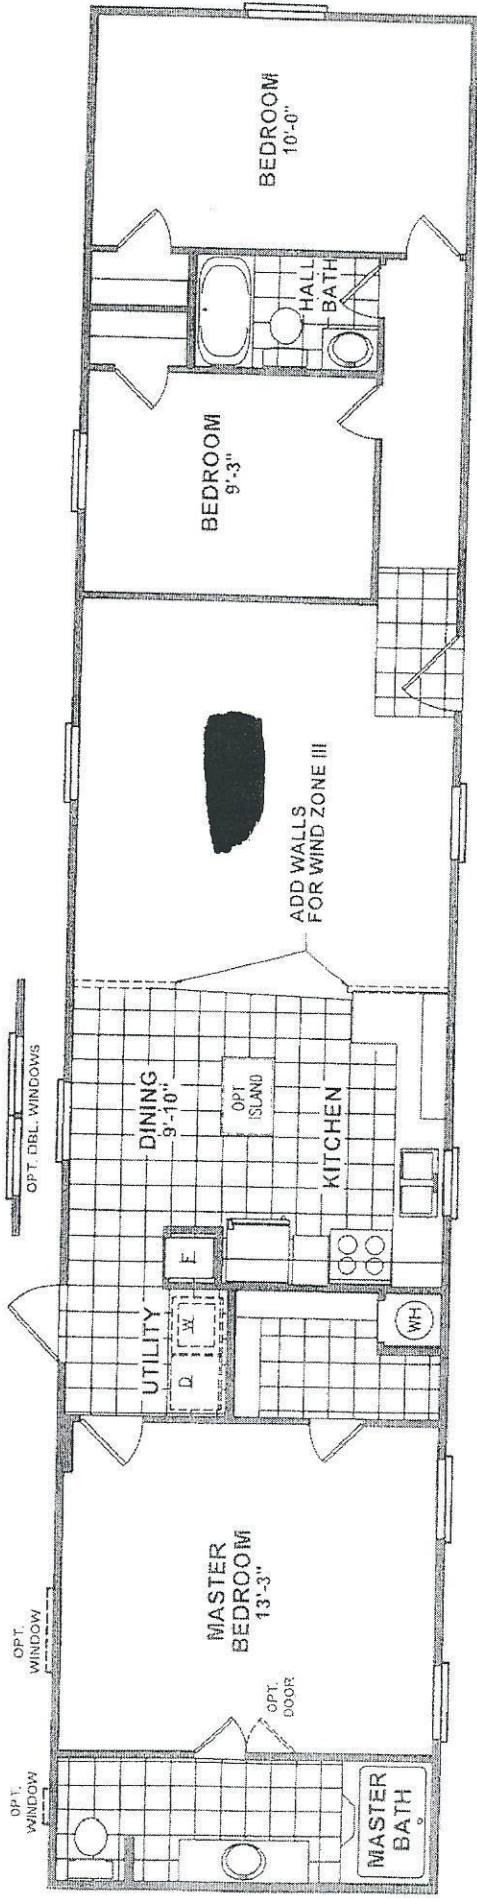 OPT.
WINDOW
OPT.
WINDOW
OPT. DBL. WINDOWS
MASTER
BATH
OPT.
DOOR
MASTER
BEDROOM
13'-3"
UTILITY
D
W
F
WH
DINING
9'-10"
OPT
ISLAND
KITCHEN
ADD WALLS
FOR WIND ZONE III
BEDROOM
9'-3"
HALL
BATH
BEDROOM
10'-0"